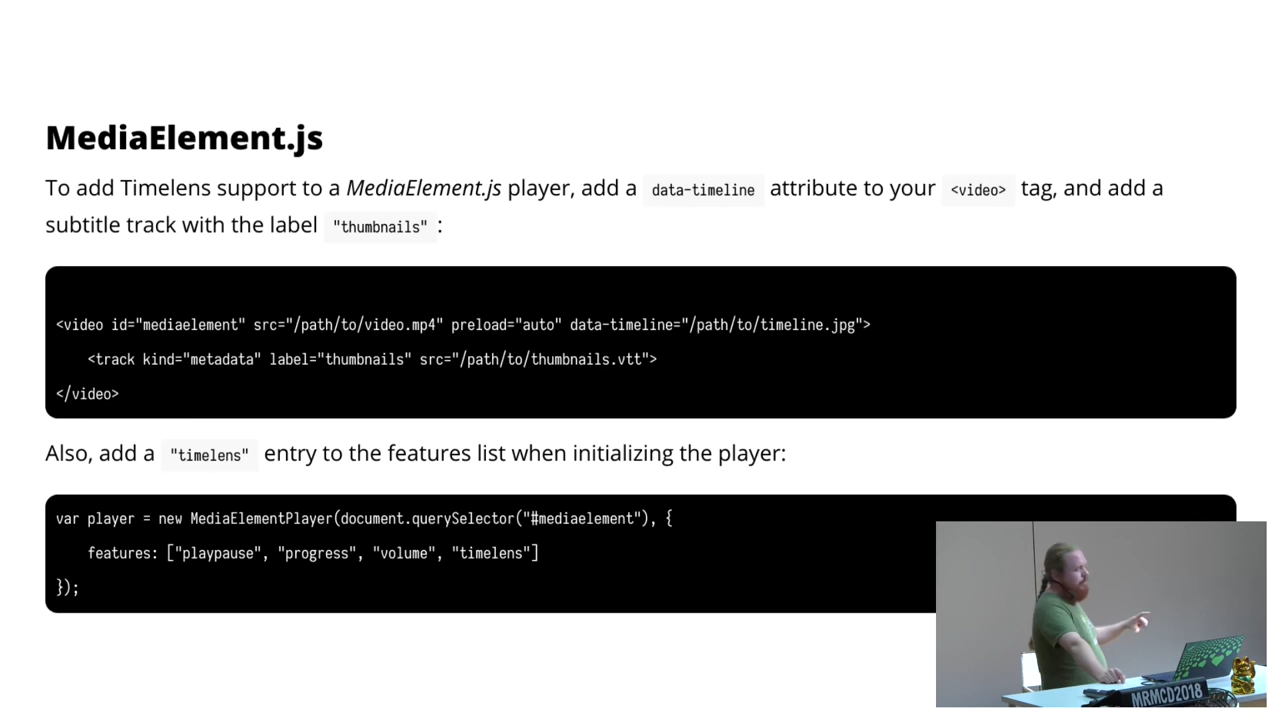 MediaElement.js
To add Timelens support to a MediaElement.js player, add a data-timeline attribute to your <video> tag, and add a
subtitle track with the label "thumbnails" :
<video id="mediaelement" src="/path/to/video.mp4" preload="auto" data-timeline="/path/to/timeline.jpg">
<track kind="metadata" label="thumbnails" src="/path/to/thumbnails.vtt">
</video>
Also, add a "timelens" entry to the features list when initializing the player:
var player = new MediaElementPlayer(document.querySelector("#mediaelement"), {
features: ["playpause", "progress", "volume", "timelens"]
});
MRMCD2018